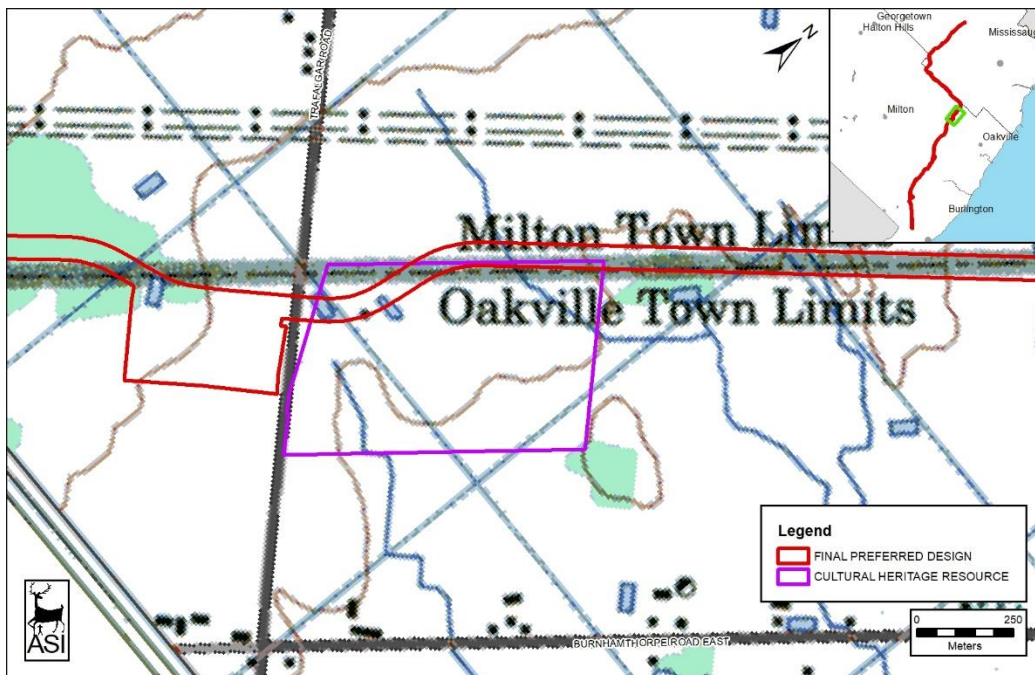 Georgetown
Halton Hills
Mississau
Milton
Oakville
Burlington
TRAFALGAR ROAD
Milton Town Limits
Oakville Town Limits
Legend
FINAL PREFERRED DESIGN
CULTURAL HERITAGE RESOURCE
0 250
Meters
BURNHAMTHORPE ROAD EAST
ASI